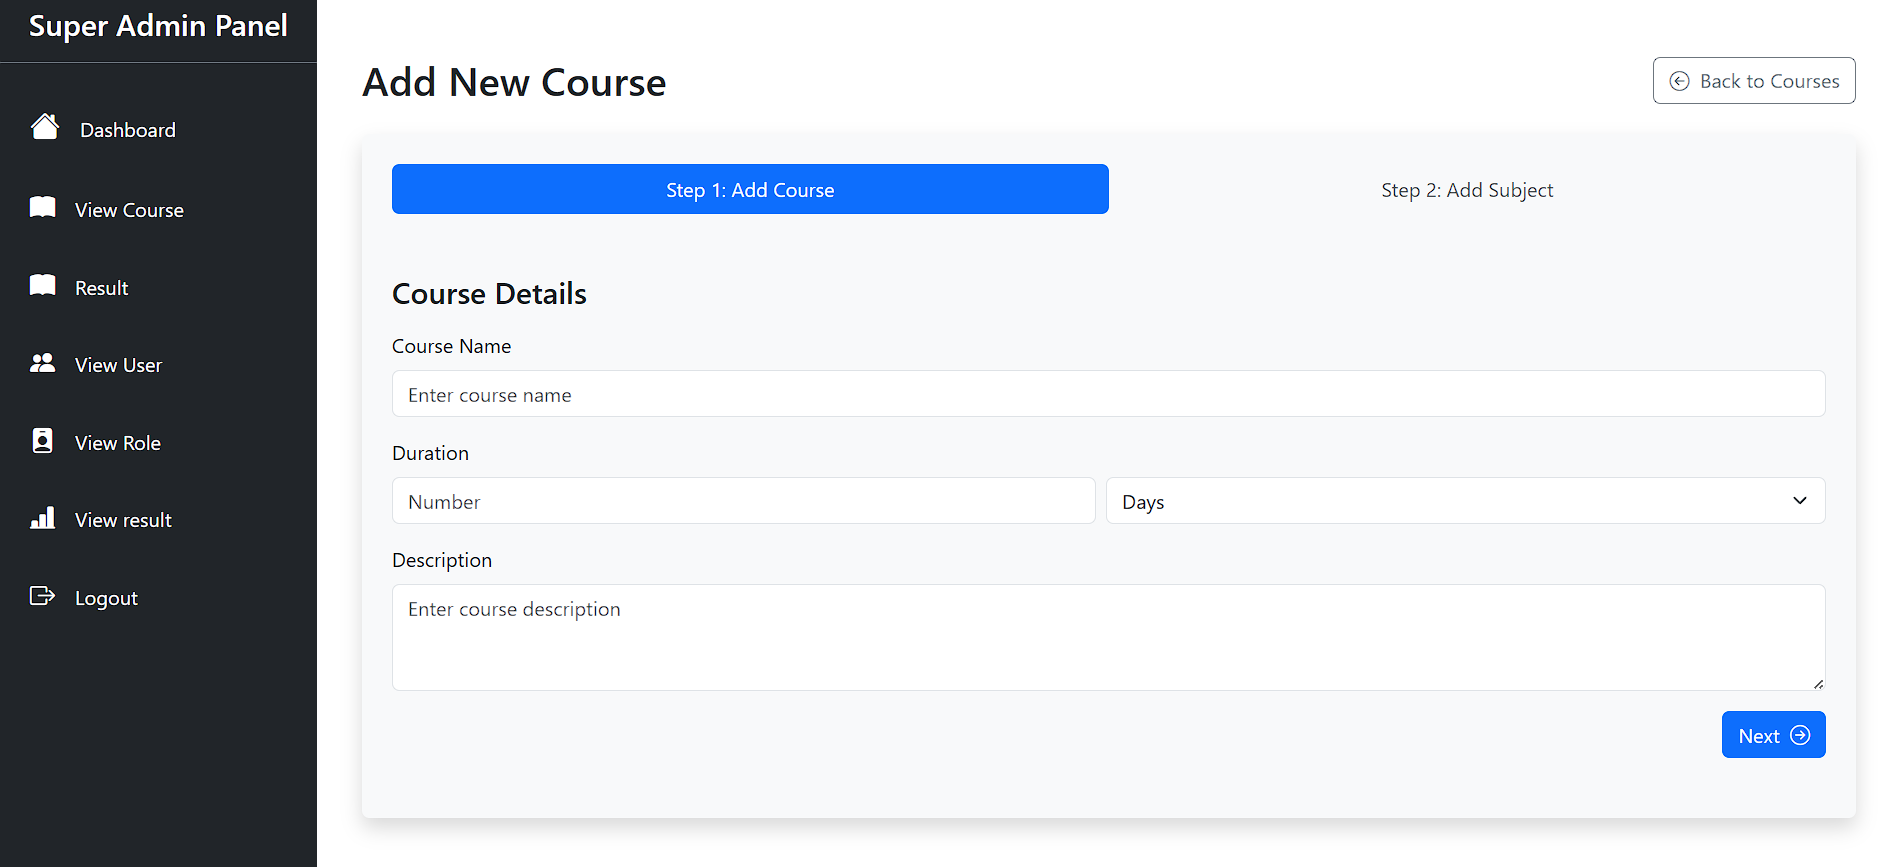 Super Admin Panel
Dashboard
View Course
Result
View User
View Role
View result
Logout
Add New Course
Back to Courses
Step 1: Add Course
Step 2: Add Subject
Course Details
Course Name
Enter course name
Duration
Number
Days
Description
Enter course description
Next